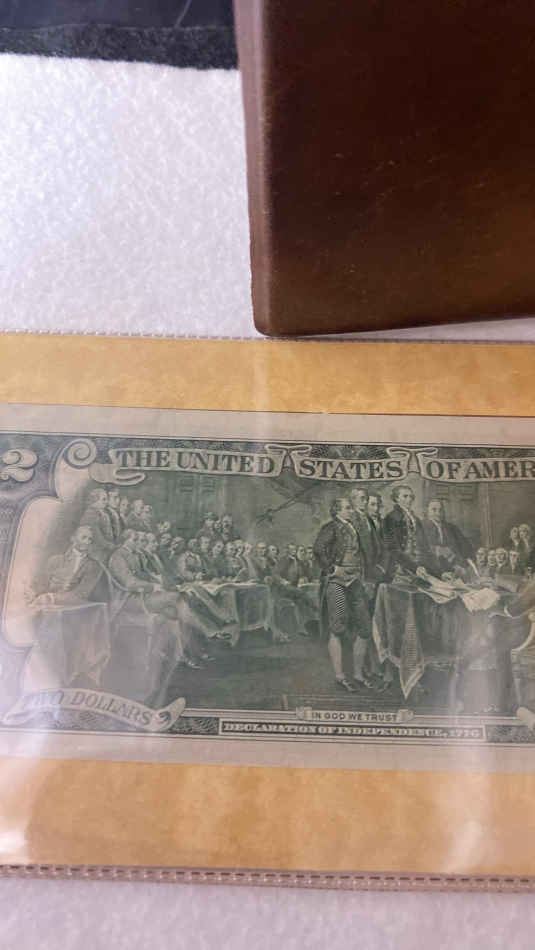 2
THE UNITED STATES OF AMER
TWO DOLLARS
IN GOD WE TRUST
DECLARATION OF INDEPENDENCE, 1776